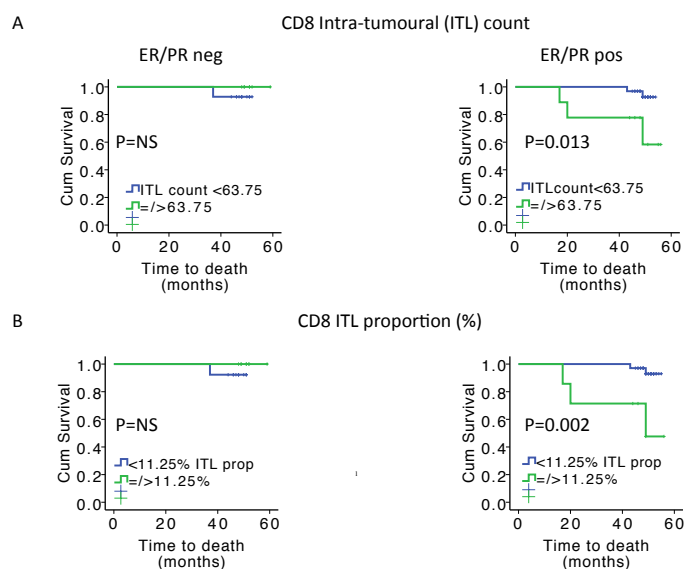 A
CD8 Intra-tumoural (ITL) count
ER/PR neg
ER/PR pos
1.0
0.8
0.6
0.4
0.2
0.0
Cum Survival
P=NS
ITL count <63.75
=/>63.75
0 20 40 60
Time to death
(months)
1.0
0.8
0.6
0.4
0.2
0.0
Cum Survival
P=0.013
ITLcount<63.75
=/>63.75
0 20 40 60
Time to death
(months)
B
CD8 ITL proportion (%)
1.0
0.8
0.6
0.4
0.2
0.0
Cum Survival
P=NS
<11.25% ITL prop
=/>11.25%
0 20 40 60
Time to death
(months)
1.0
0.8
0.6
0.4
0.2
0.0
Cum Survival
P=0.002
<11.25% ITL prop
=/>11.25%
0 20 40 60
Time to death
(months)